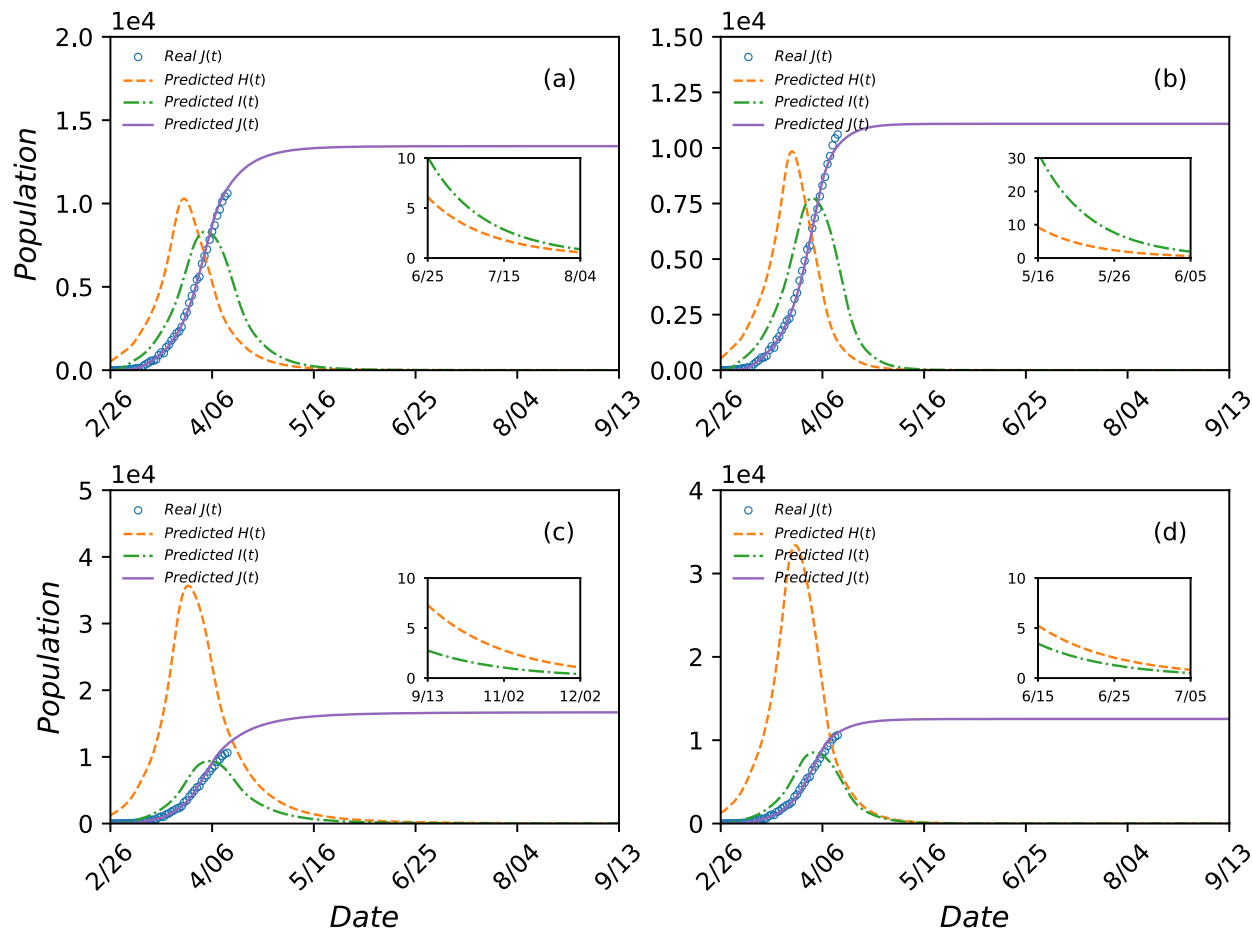 1e4
2.0
1.5
1.0
0.5
0.0
Population
Real J(t)
Predicted H(t)
Predicted I(t)
Predicted J(t)
(a)
10
5
0
6/25 7/15 8/04
2/26 4/06 5/16 6/25 8/04 9/13
1e4
1.50
1.25
1.00
0.75
0.50
0.25
0.00
Real J(t)
Predicted H(t)
Predicted I(t)
Predicted J(t)
(b)
30
20
10
0
5/16 5/26 6/05
2/26 4/06 5/16 6/25 8/04 9/13
1e4
5
4
3
2
1
0
Population
Real J(t)
Predicted H(t)
Predicted I(t)
Predicted J(t)
(c)
10
5
0
9/13 11/02 12/02
2/26 4/06 5/16 6/25 8/04 9/13
Date
1e4
4
3
2
1
0
Real J(t)
Predicted H(t)
Predicted I(t)
Predicted J(t)
(d)
10
5
0
6/15 6/25 7/05
2/26 4/06 5/16 6/25 8/04 9/13
Date